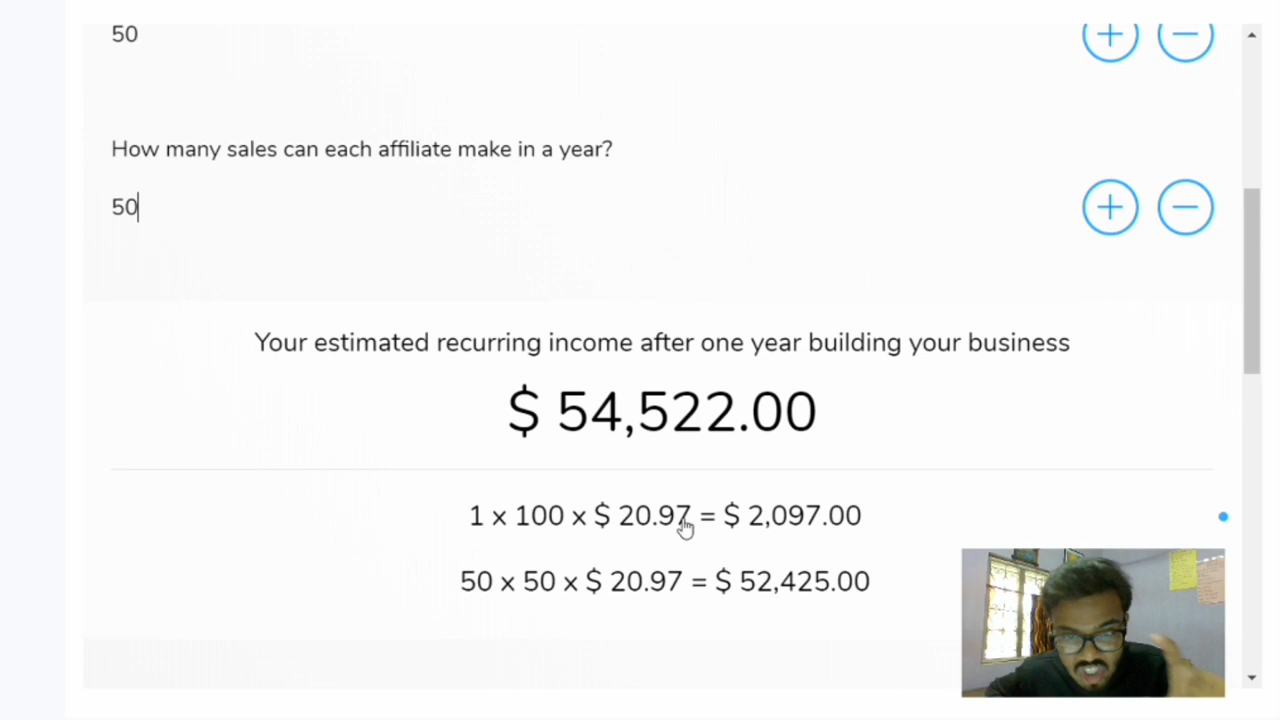 50
How many sales can each affiliate make in a year?
50
Your estimated recurring income after one year building your business
$ 54,522.00
1 x 100 x $ 20.97 = $ 2,097.00
50 x 50 x $ 20.97 = $ 52,425.00